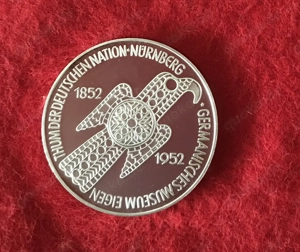 GERMANISCHES MUSEUM EIGEN
THUM DER DEUTSCHEN NATION • NÜRNBERG •
1852
1952